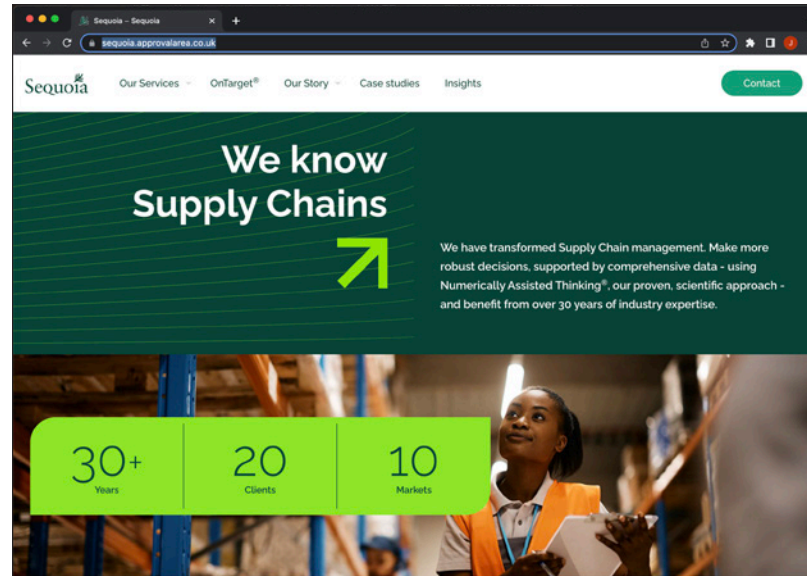 Sequoia – Sequoia
sequoia.approvalarea.co.uk
J
Sequoia
Our Services
OnTarget®
Our Story
Case studies
Insights
Contact
We know
Supply Chains
We have transformed Supply Chain management. Make more
robust decisions, supported by comprehensive data - using
Numerically Assisted Thinking®, our proven, scientific approach -
and benefit from over 30 years of industry expertise.
30+
Years
20
Clients
10
Markets